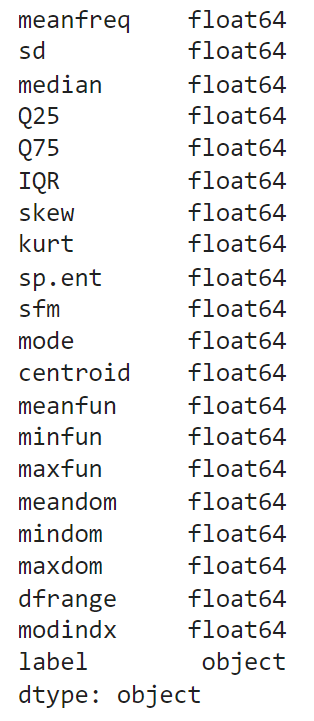 meanfreq    float64
sd          float64
median      float64
Q25         float64
Q75         float64
IQR         float64
skew        float64
kurt        float64
sp.ent      float64
sfm         float64
mode        float64
centroid    float64
meanfun     float64
minfun      float64
maxfun      float64
meandom     float64
mindom      float64
maxdom      float64
dfrange     float64
modindx     float64
label        object
dtype: object